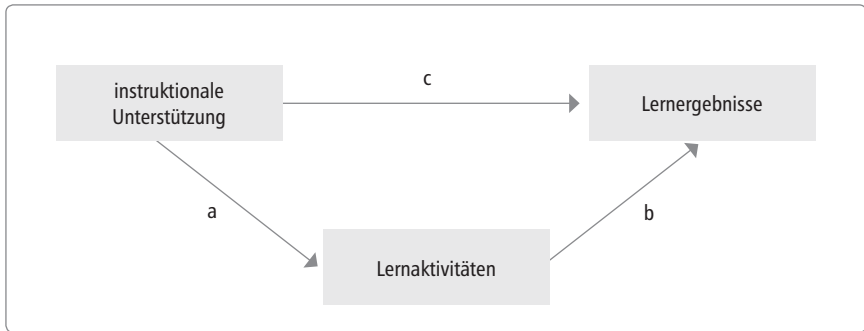 instruktionale
Unterstützung
c
Lernergebnisse
a
b
Lernaktivitäten